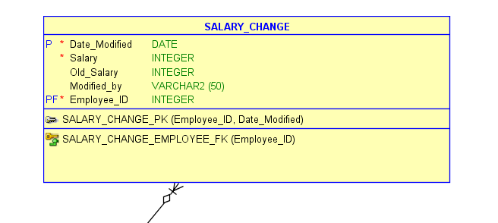 SALARY_CHANGE
P * Date_Modified DATE
* Salary INTEGER
Old_Salary INTEGER
Modified_by VARCHAR2 (50)
PF* Employee_ID INTEGER
SALARY_CHANGE_PK (Employee_ID, Date_Modified)
SALARY_CHANGE_EMPLOYEE_FK (Employee_ID)